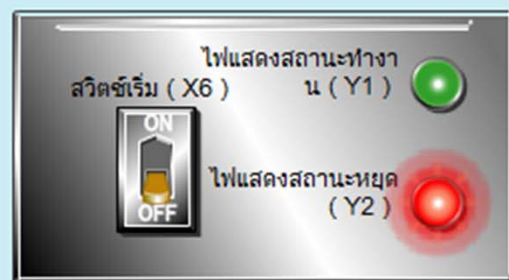 ไฟแสดงสถานะทำงา
น ( Y1 )
สวิตช์เริ่ม ( X6 )
ON
OFF
ไฟแสดงสถานะหยุด
( Y2 )